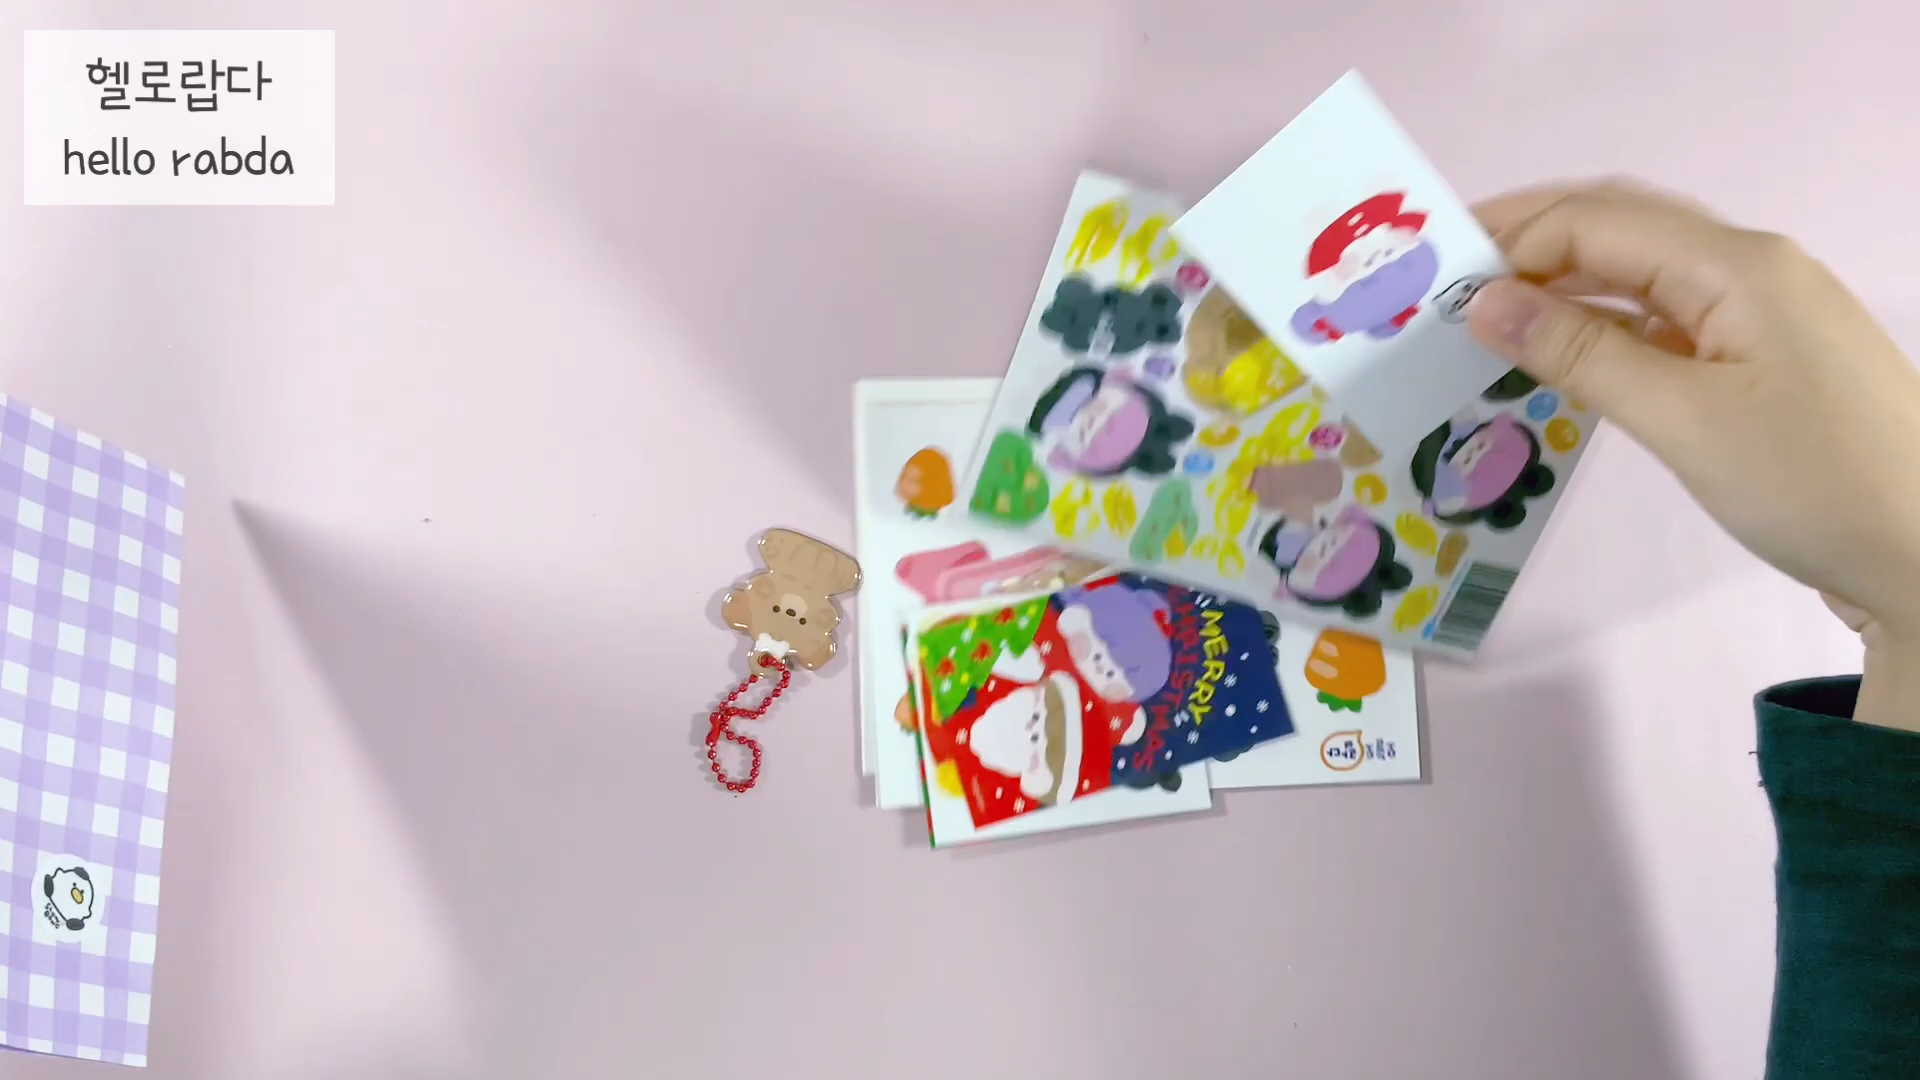 헬로랍다
hello rabda
MERRY
CHRISTMAS